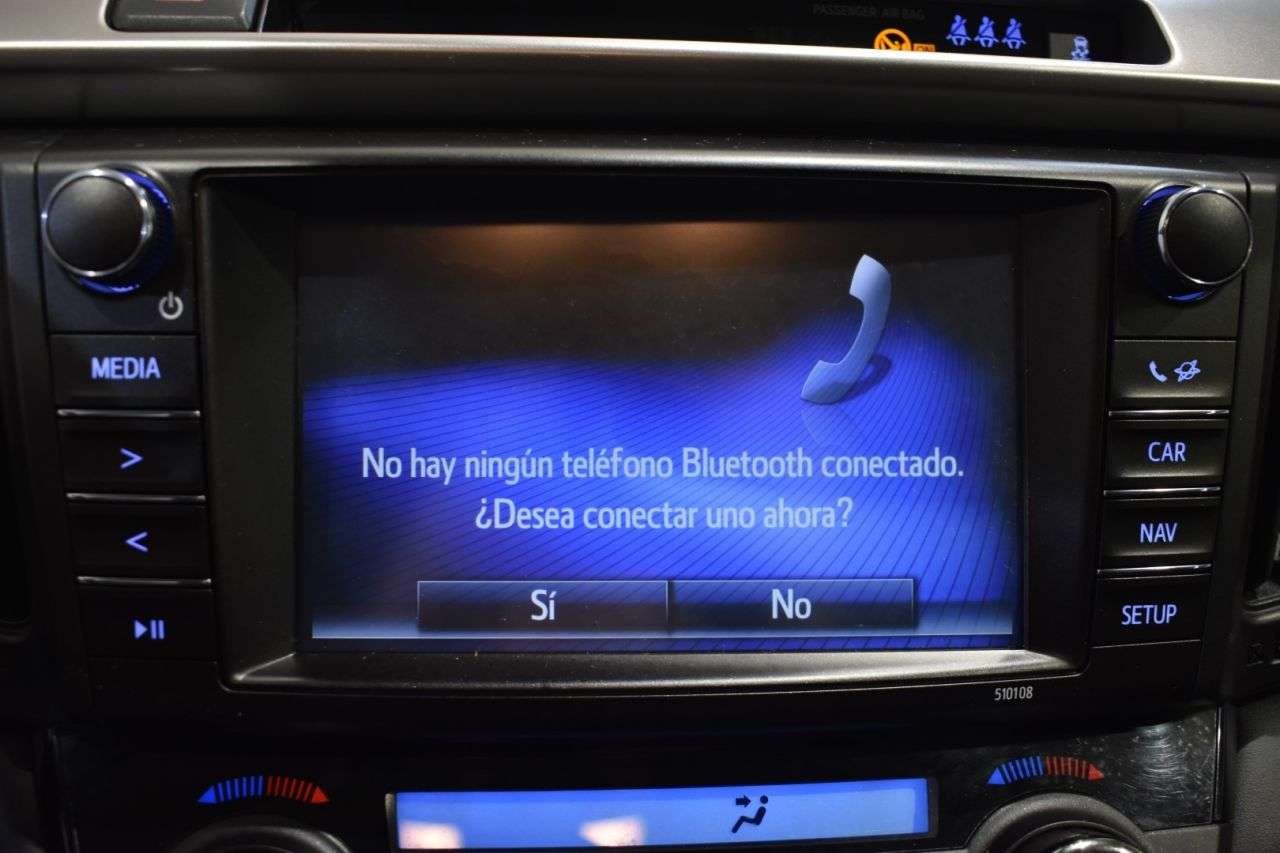 PASSENGER AIR BAG
MEDIA
>
<
No hay ningún teléfono Bluetooth conectado.
¿Desea conectar uno ahora?
Sí
No
CAR
NAV
SETUP
510108